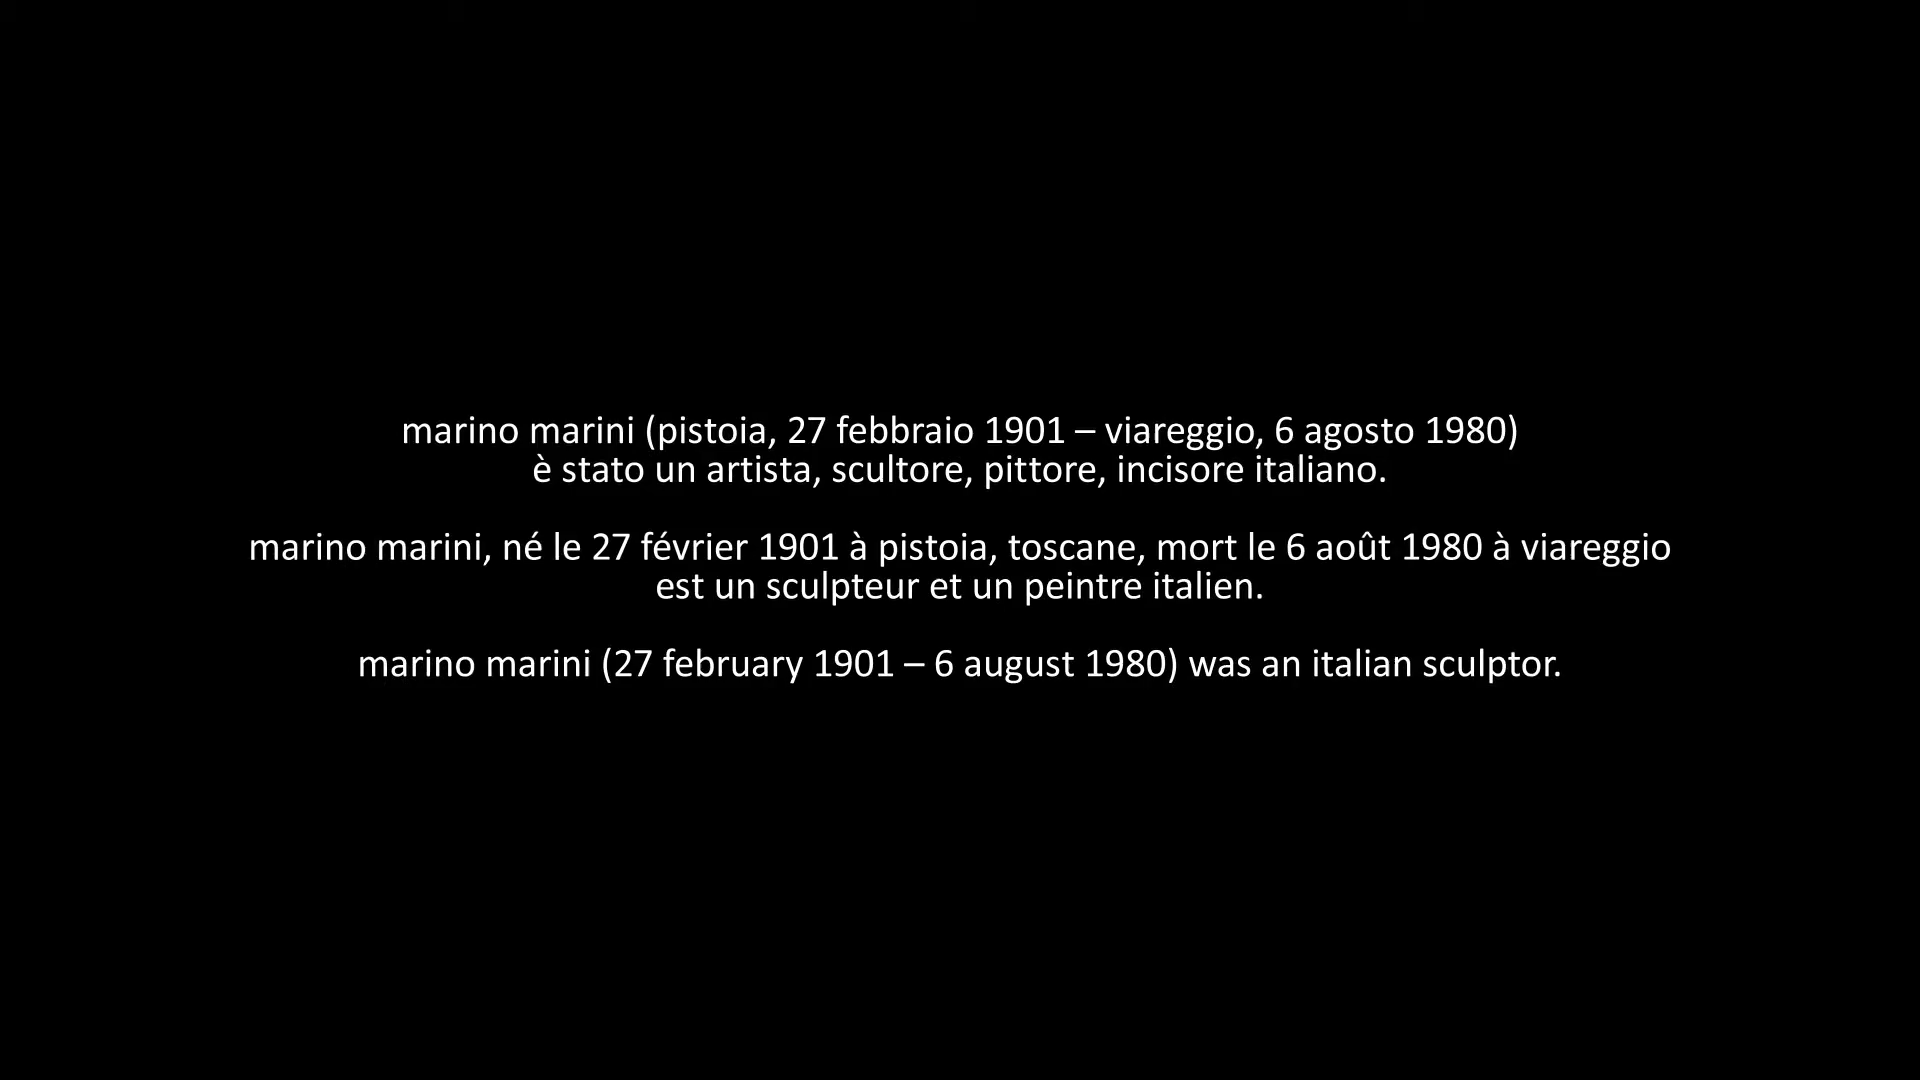 marino marini (pistoia, 27 febbraio 1901 – viareggio, 6 agosto 1980)
è stato un artista, scultore, pittore, incisore italiano.
marino marini, né le 27 février 1901 à pistoia, toscane, mort le 6 août 1980 à viareggio
est un sculpteur et un peintre italien.
marino marini (27 february 1901 – 6 august 1980) was an italian sculptor.